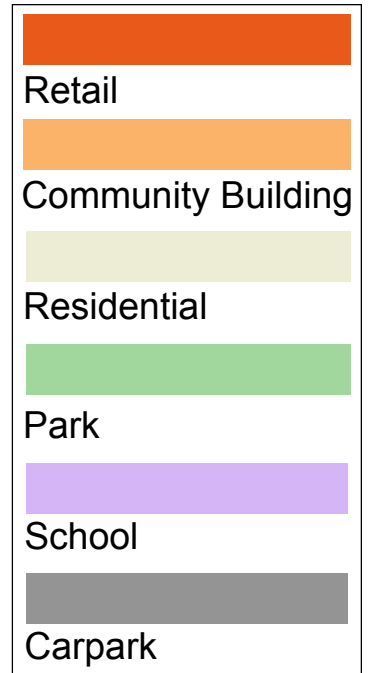 Retail
Community Building
Residential
Park
School
Carpark